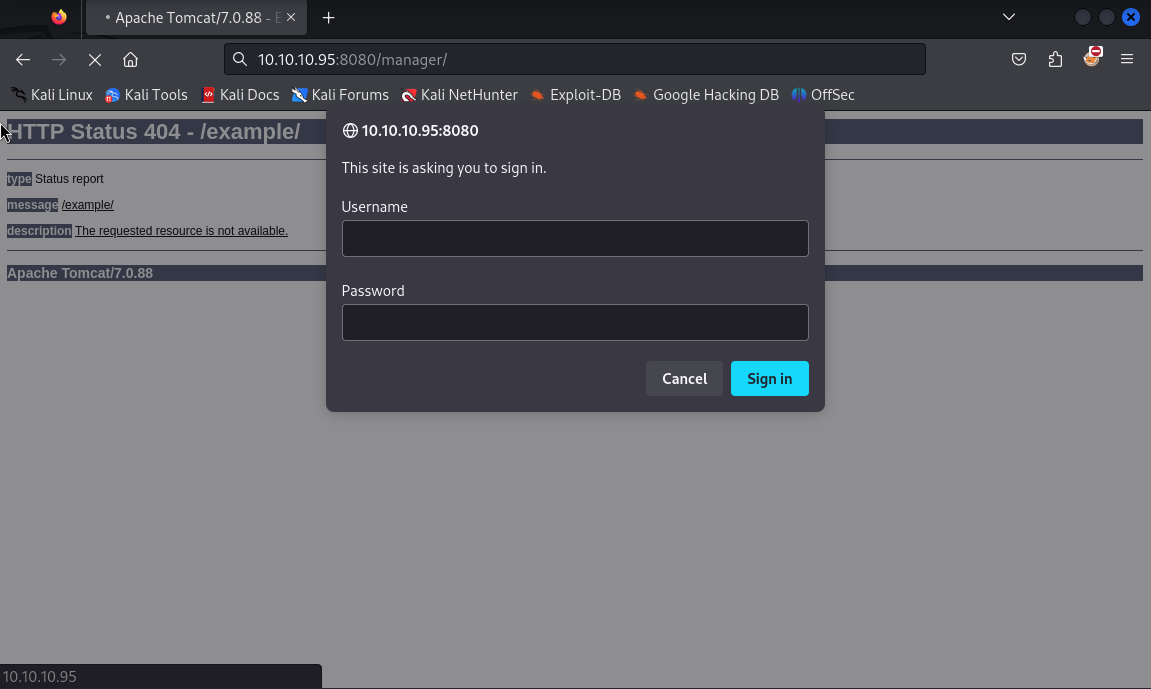 Apache Tomcat/7.0.88 - E
10.10.10.95:8080/manager/
Kali Linux Kali Tools Kali Docs Kali Forums Kali NetHunter Exploit-DB Google Hacking DB OffSec
HTTP Status 404 - /example/
type Status report
message /example/
description The requested resource is not available.
Apache Tomcat/7.0.88
10.10.10.95:8080
This site is asking you to sign in.
Username
Password
Cancel Sign in
10.10.10.95